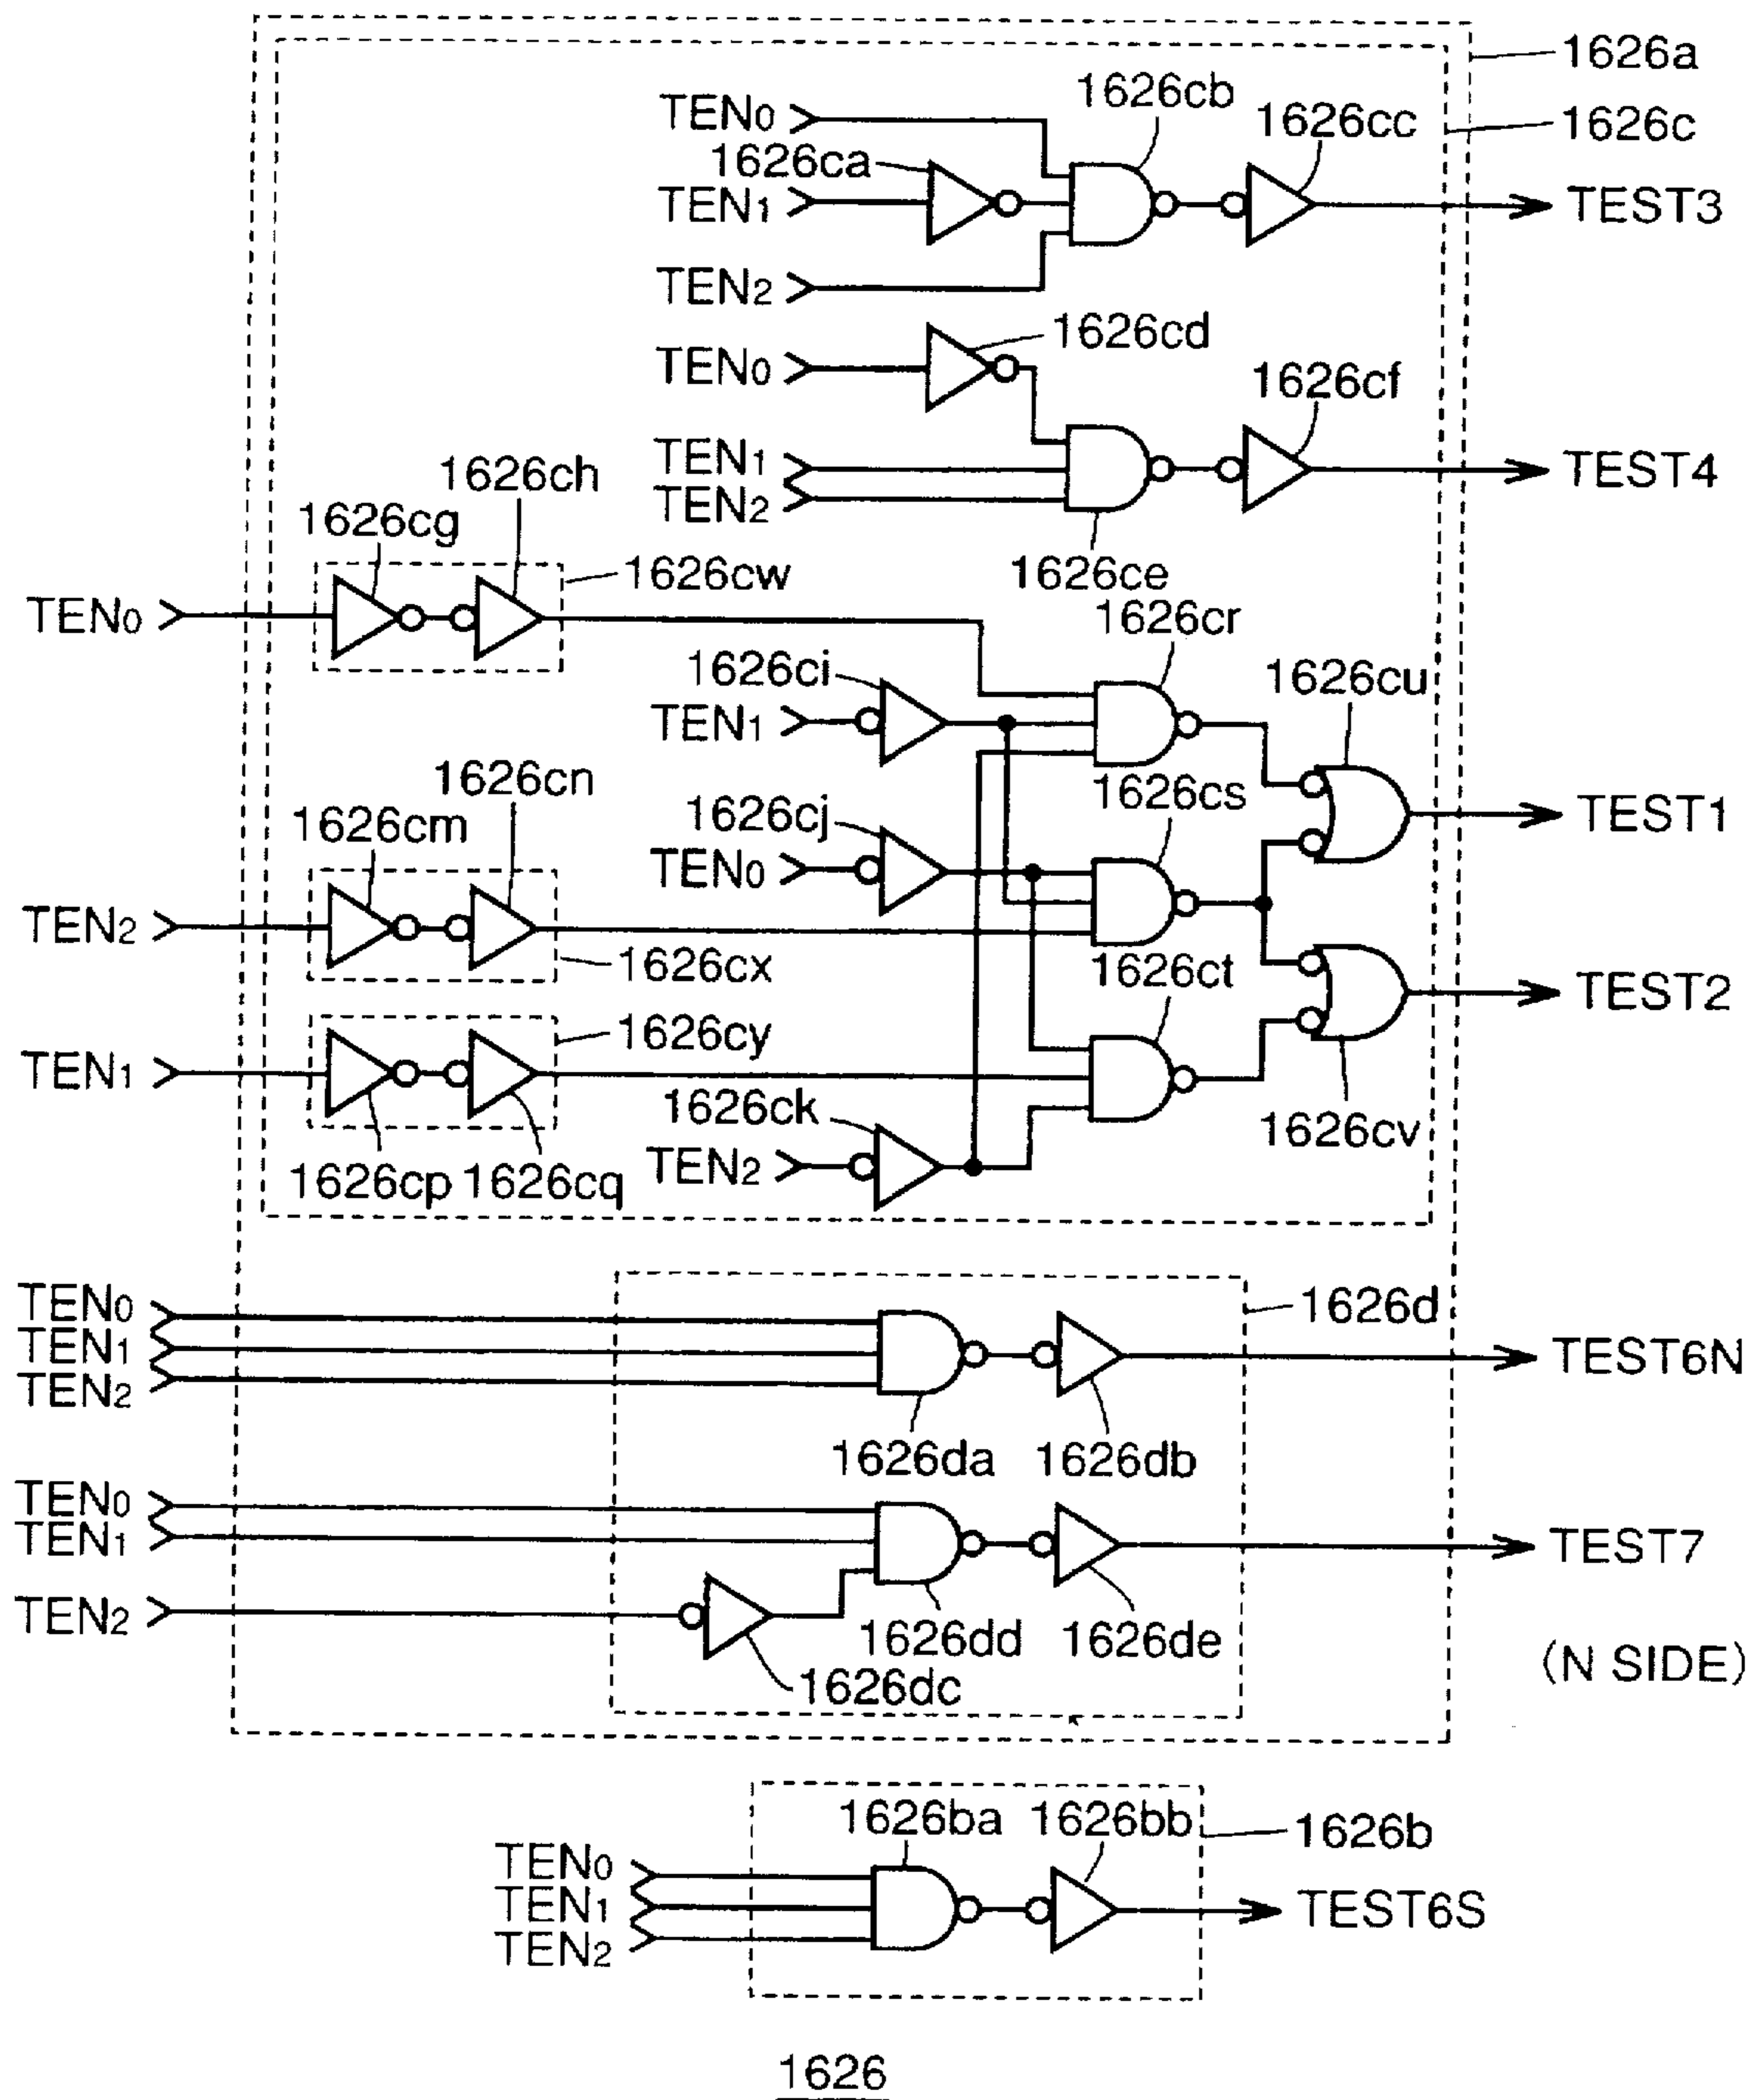 1626a
1626cb
TEN0
1626cc
1626c
1626ca
TEN1
TEST3
TEN2
1626cd
TEN0
1626cf
TEN1
TEST4
TEN2
1626ch
1626cg
1626cw
1626ce
TEN0
1626cr
1626ci
1626cu
TEN1
1626cn
1626cs
1626cm
1626cj
TEST1
TEN0
TEN2
1626cx
1626ct
TEST2
1626cy
TEN1
1626ck
1626cv
TEN2
1626cp 1626cq
TEN0
1626d
TEN1
TEST6N
TEN2
1626da 1626db
TEN0
TEN1
TEST7
TEN2
1626dd 1626de
(N SIDE)
1626dc
1626ba 1626bb
1626b
TEN0
TEN1
TEST6S
TEN2
1626